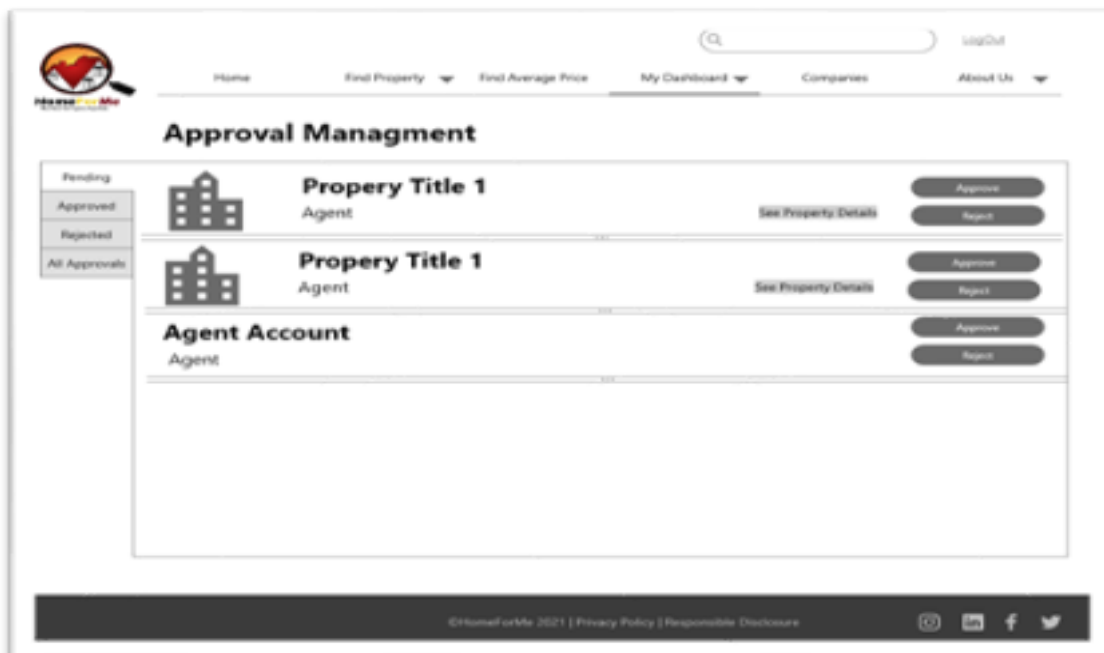 LogOut
HomeForMe
Home Find Property Find Average Price My Dashboard Companies About Us
Approval Managment
Pending
Approved
Rejected
All Approvals
Propery Title 1
Agent
See Property Details
Approve
Reject
Propery Title 1
Agent
See Property Details
Approve
Reject
Agent Account
Agent
Approve
Reject
©HomeForMe 2021 | Privacy Policy | Responsible Disclosure